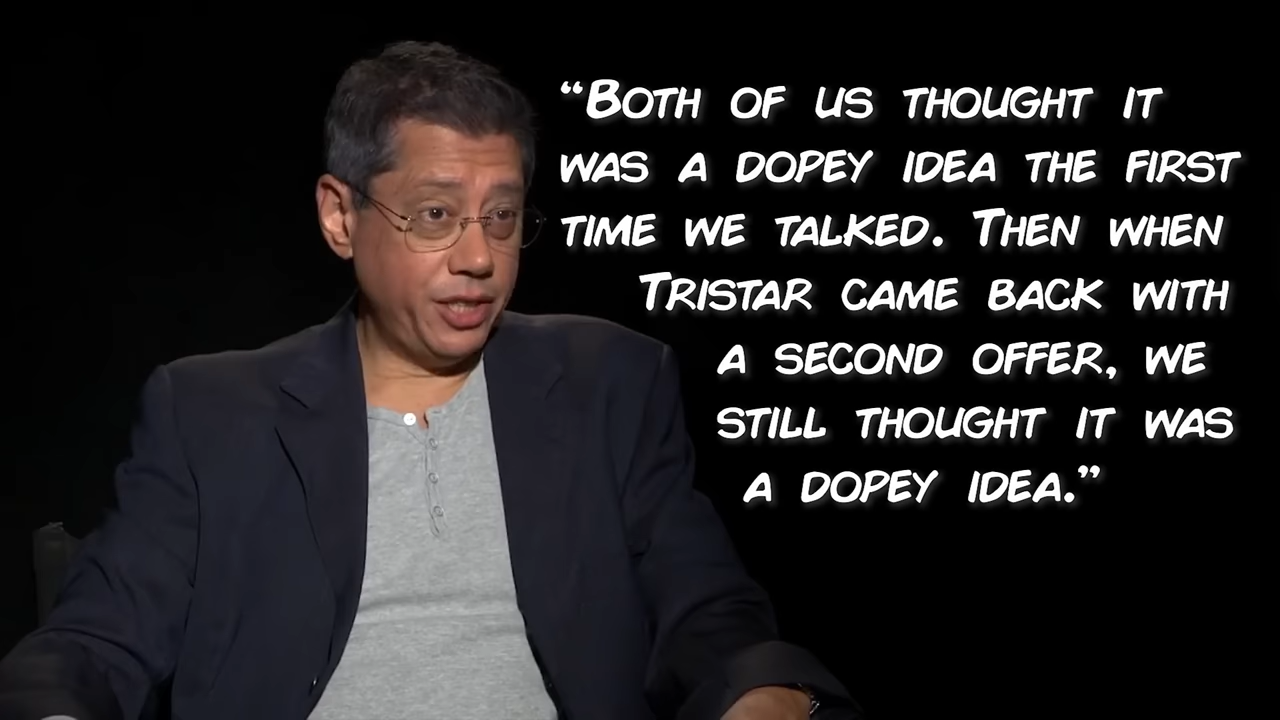 “Both of us thought it
was a dopey idea the first
time we talked. Then when
Tristar came back with
a second offer, we
still thought it was
a dopey idea.”